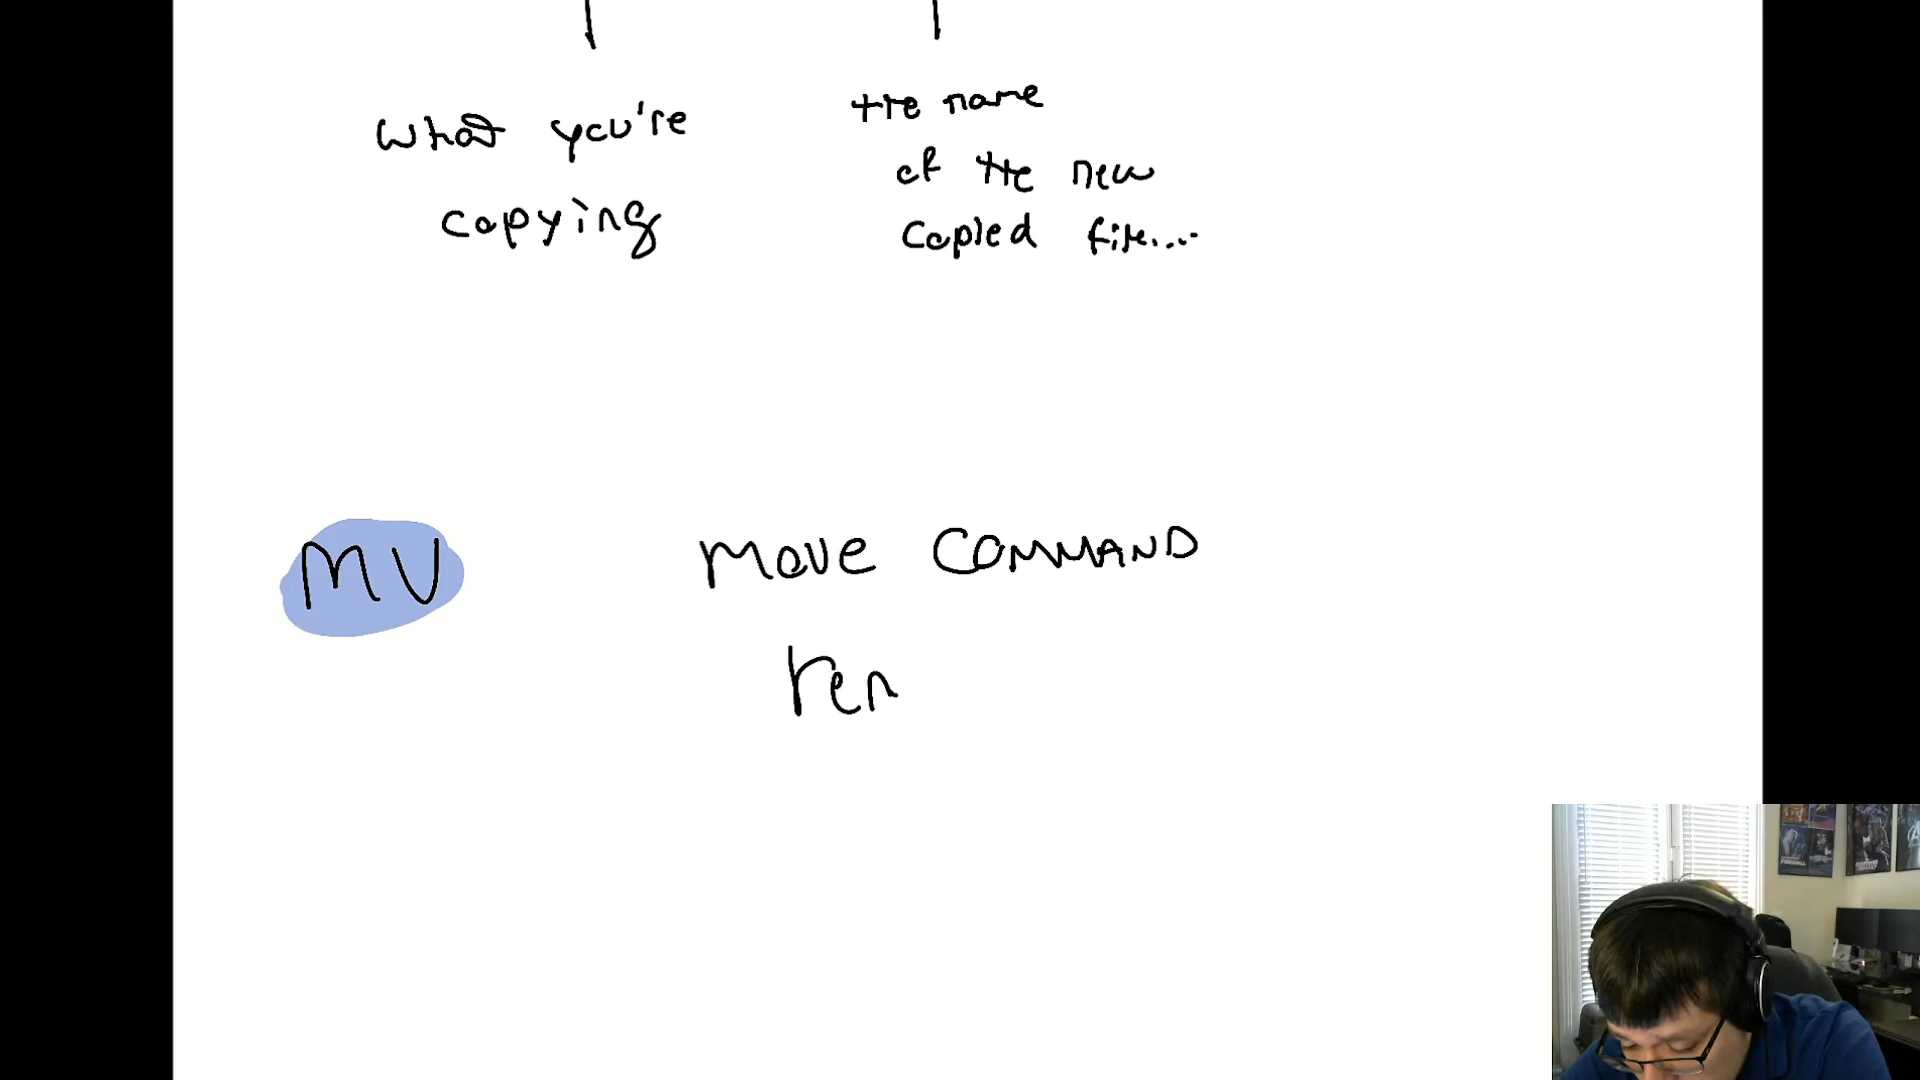 what you're
copying
the name
of the new
copied file....
MV
move COMMAND
ren